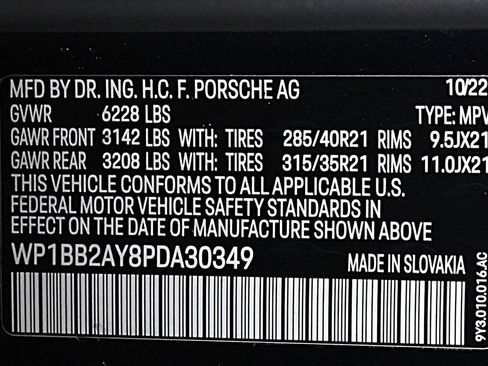 MFD BY DR. ING. H.C. F. PORSCHE AG 10/22
GVWR 6228 LBS TYPE: MPV
GAWR FRONT 3142 LBS WITH: TIRES 285/40R21 RIMS 9.5JX21
GAWR REAR 3208 LBS WITH: TIRES 315/35R21 RIMS 11.0JX21
THIS VEHICLE CONFORMS TO ALL APPLICABLE U.S.
FEDERAL MOTOR VEHICLE SAFETY STANDARDS IN
EFFECT ON THE DATE OF MANUFACTURE SHOWN ABOVE
WP1BB2AY8PDA30349 MADE IN SLOVAKIA
9Y3.010.016.AC